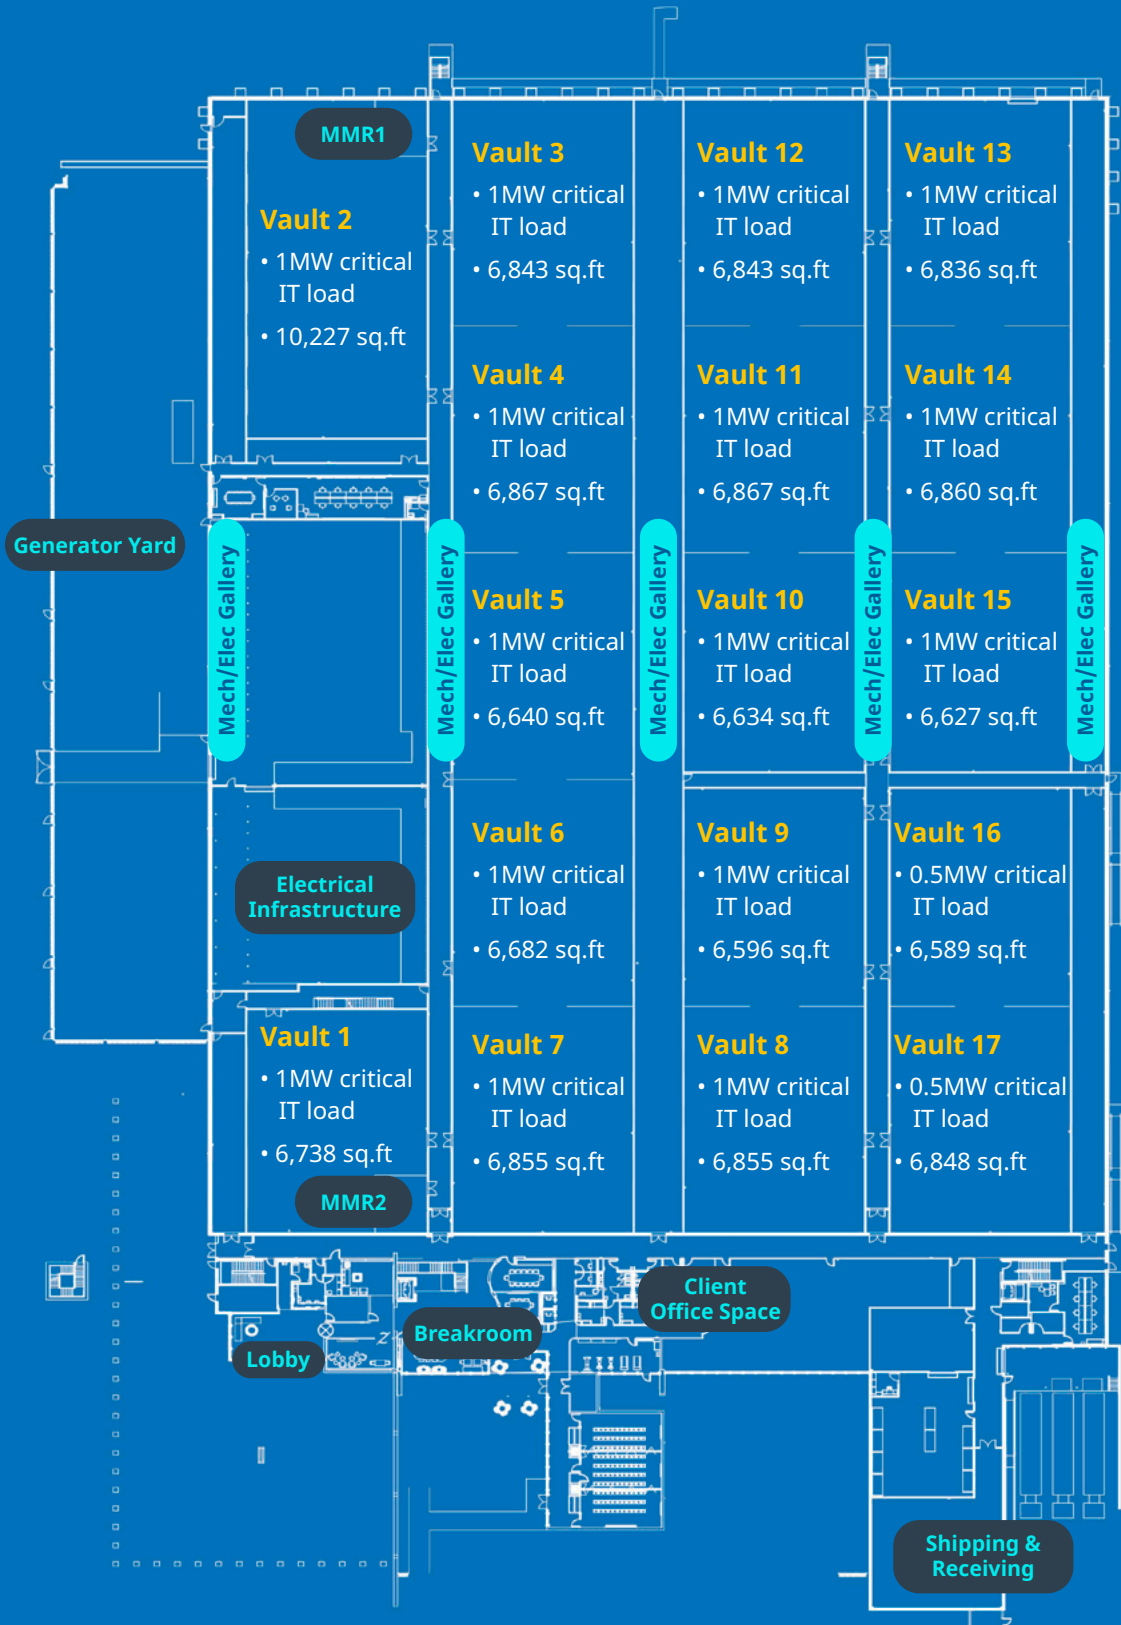 MMR1
Vault 2
• 1MW critical
IT load
• 10,227 sq.ft
Vault 3
• 1MW critical
IT load
• 6,843 sq.ft
Vault 12
• 1MW critical
IT load
• 6,843 sq.ft
Vault 13
• 1MW critical
IT load
• 6,836 sq.ft
Vault 4
• 1MW critical
IT load
• 6,867 sq.ft
Vault 11
• 1MW critical
IT load
• 6,867 sq.ft
Vault 14
• 1MW critical
IT load
• 6,860 sq.ft
Generator Yard
Mech/Elec Gallery
Mech/Elec Gallery
Vault 5
• 1MW critical
IT load
• 6,640 sq.ft
Mech/Elec Gallery
Vault 10
• 1MW critical
IT load
• 6,634 sq.ft
Mech/Elec Gallery
Vault 15
• 1MW critical
IT load
• 6,627 sq.ft
Mech/Elec Gallery
Electrical
Infrastructure
Vault 6
• 1MW critical
IT load
• 6,682 sq.ft
Vault 9
• 1MW critical
IT load
• 6,596 sq.ft
Vault 16
• 0.5MW critical
IT load
• 6,589 sq.ft
Vault 1
• 1MW critical
IT load
• 6,738 sq.ft
MMR2
Vault 7
• 1MW critical
IT load
• 6,855 sq.ft
Vault 8
• 1MW critical
IT load
• 6,855 sq.ft
Vault 17
• 0.5MW critical
IT load
• 6,848 sq.ft
Client
Office Space
Breakroom
Lobby
Shipping &
Receiving